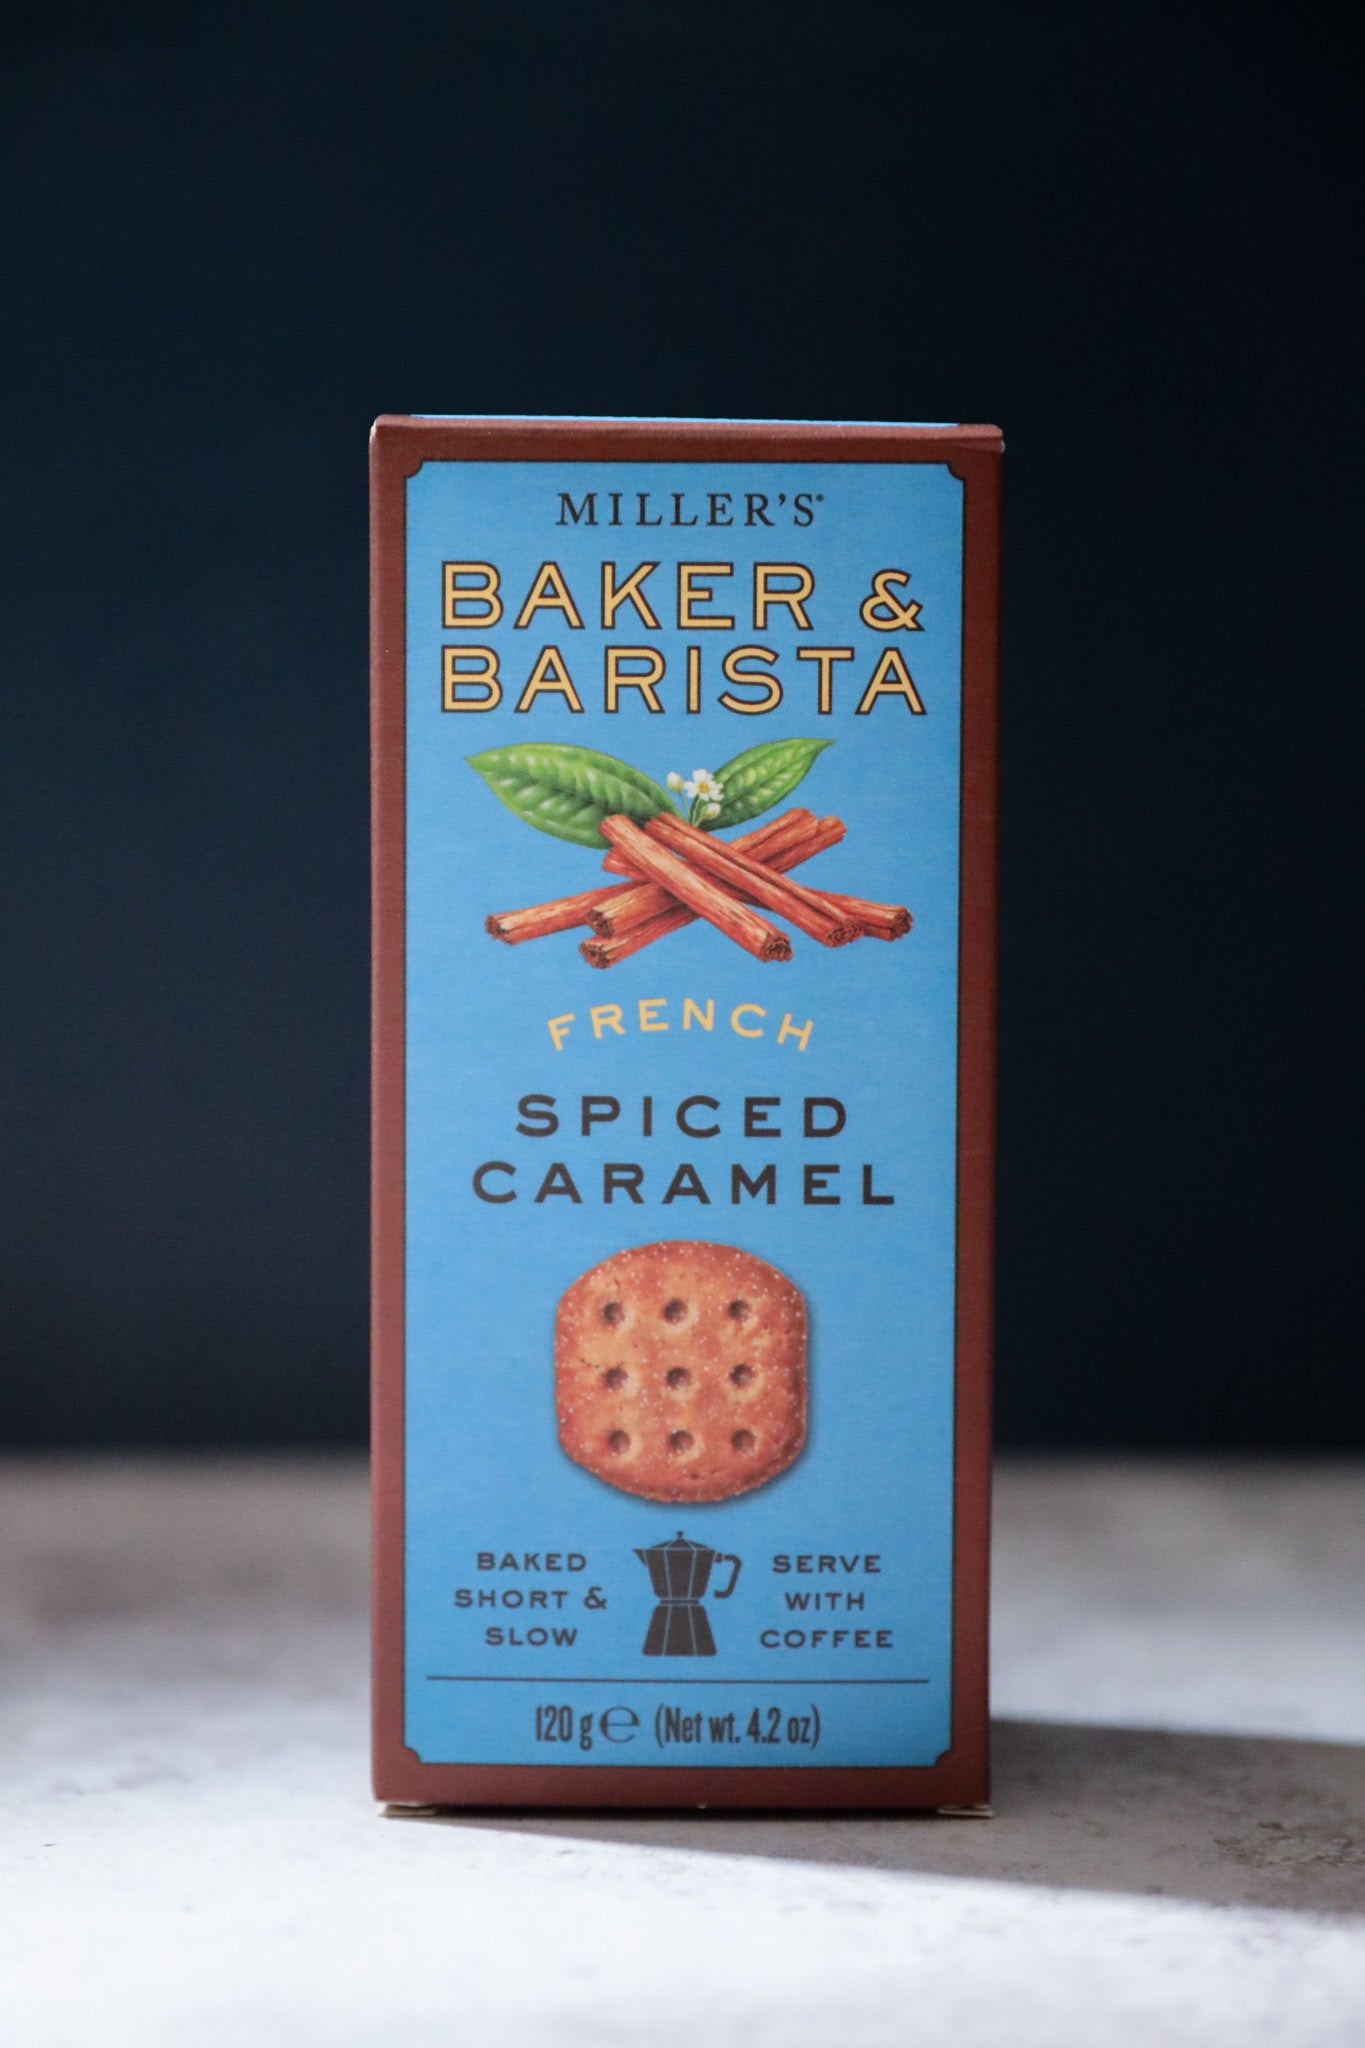 MILLER'S®
BAKER &
BARISTA
FRENCH
SPICED
CARAMEL
BAKED
SHORT &
SLOW
SERVE
WITH
COFFEE
120 g ℮ (Net wt. 4.2 oz)